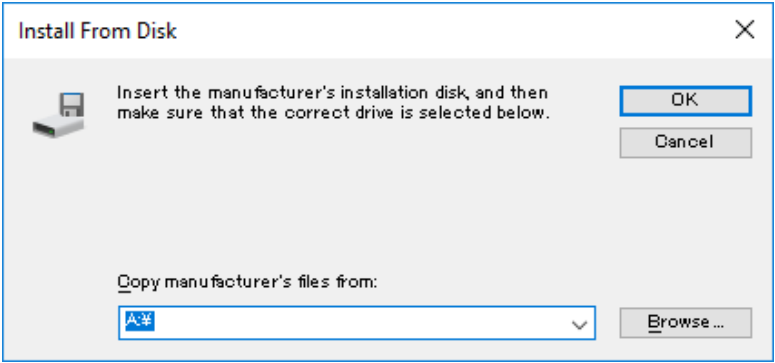 Install From Disk
Insert the manufacturer's installation disk, and then
make sure that the correct drive is selected below.
OK
Cancel
Copy manufacturer's files from:
A:¥
Browse...